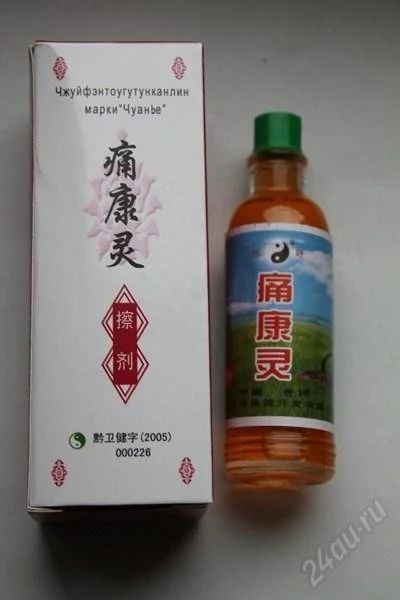 Чжуйфэнтоугутунканлин
марки "Чуанье"
痛康灵
擦剂
黔卫健字(2005)
000226
痛康灵
24au.ru